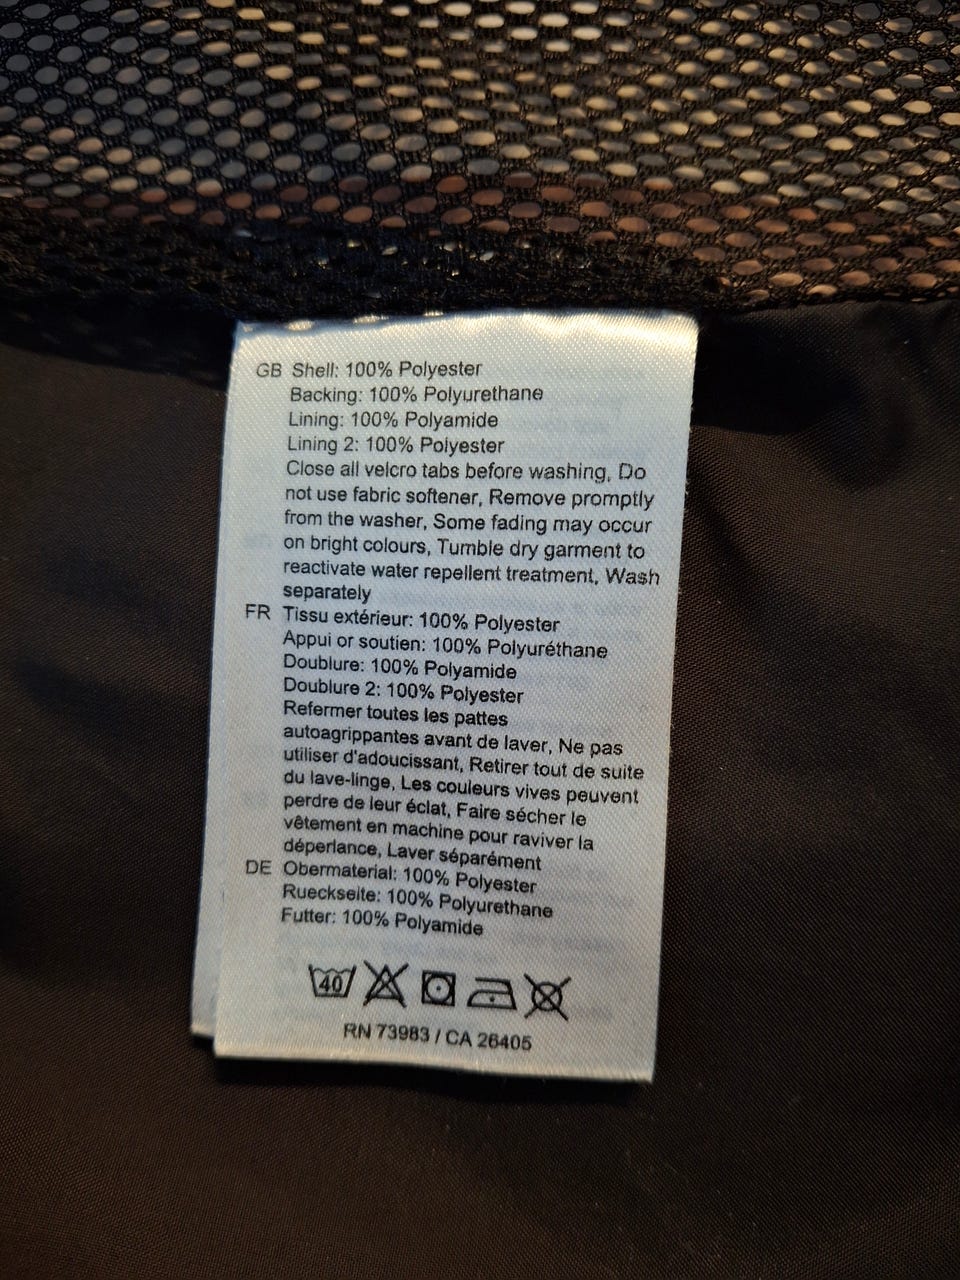 GB Shell: 100% Polyester
Backing: 100% Polyurethane
Lining: 100% Polyamide
Lining 2: 100% Polyester
Close all velcro tabs before washing, Do
not use fabric softener, Remove promptly
from the washer, Some fading may occur
on bright colours, Tumble dry garment to
reactivate water repellent treatment, Wash
separately
FR Tissu extérieur: 100% Polyester
Appui or soutien: 100% Polyuréthane
Doublure: 100% Polyamide
Doublure 2: 100% Polyester
Refermer toutes les pattes
autoagrippantes avant de laver, Ne pas
utiliser d'adoucissant, Retirer tout de suite
du lave-linge, Les couleurs vives peuvent
perdre de leur éclat, Faire sécher le
vêtement en machine pour raviver la
déperlance, Laver séparément
DE Obermaterial: 100% Polyester
Rueckseite: 100% Polyurethane
Futter: 100% Polyamide
40
RN 73983 / CA 26405